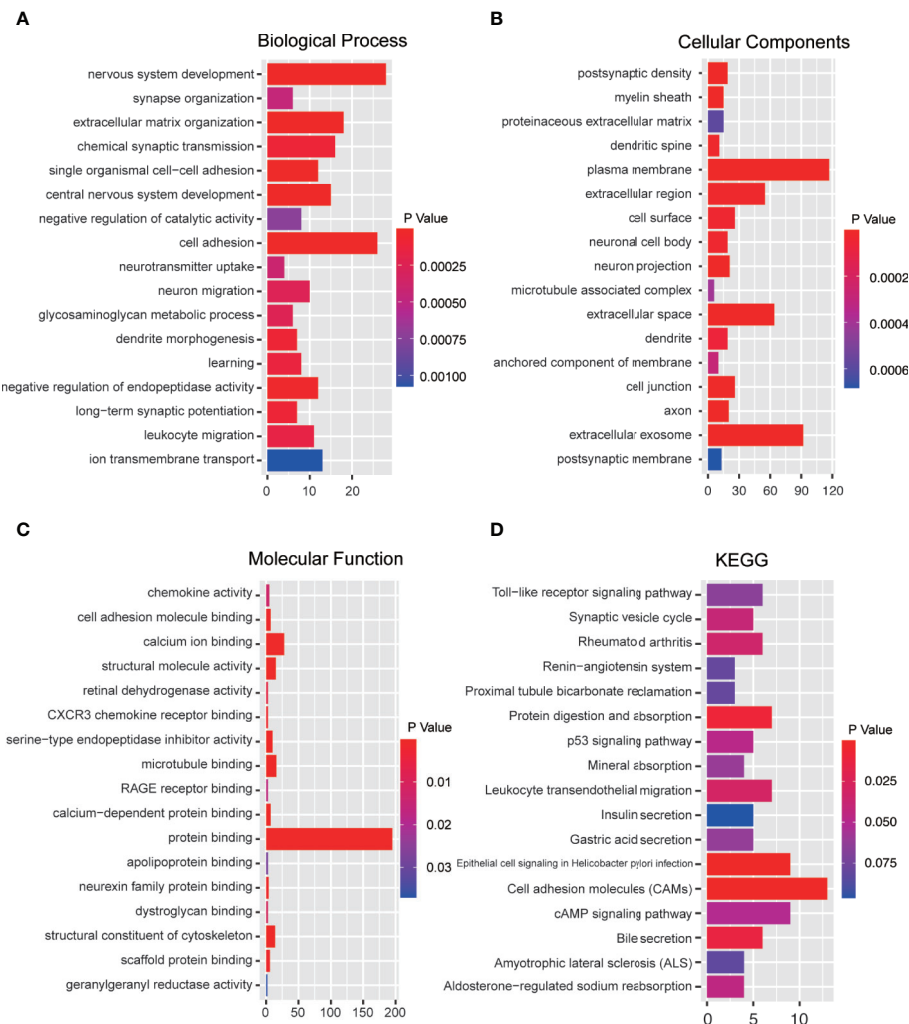 A
Biological Process
nervous system development
synapse organization
extracellular matrix organization
chemical synaptic transmission
single organismal cell-cell adhesion
central nervous system development
negative regulation of catalytic activity
cell adhesion
neurotransmitter uptake
neuron migration
glycosaminoglycan metabolic process
dendrite morphogenesis
learning
negative regulation of endopeptidase activity
long-term synaptic potentiation
leukocyte migration
ion transmembrane transport
0 10 20
P Value
0.00025
0.00050
0.00075
0.00100
B
Cellular Components
postsynaptic density
myelin sheath
proteinaceous extracellular matrix
dendritic spine
plasma membrane
extracellular region
cell surface
neuronal cell body
neuron projection
microtubule associated complex
extracellular space
dendrite
anchored component of membrane
cell junction
axon
extracellular exosome
postsynaptic membrane
0 30 60 90 120
P Value
0.0002
0.0004
0.0006
C
Molecular Function
chemokine activity
cell adhesion molecule binding
calcium ion binding
structural molecule activity
retinal dehydrogenase activity
CXCR3 chemokine receptor binding
serine-type endopeptidase inhibitor activity
microtubule binding
RAGE receptor binding
calcium-dependent protein binding
protein binding
apolipoprotein binding
neurexin family protein binding
dystroglycan binding
structural constituent of cytoskeleton
scaffold protein binding
geranylgeranyl reductase activity
0 50 100 150 200
P Value
0.01
0.02
0.03
D
KEGG
Toll-like receptor signaling pathway
Synaptic vesicle cycle
Rheumatoid arthritis
Renin-angiotensin system
Proximal tubule bicarbonate reclamation
Protein digestion and absorption
p53 signaling pathway
Mineral absorption
Leukocyte transendothelial migration
Insulin secretion
Gastric acid secretion
Epithelial cell signaling in Helicobacter pylori infection
Cell adhesion molecules (CAMs)
cAMP signaling pathway
Bile secretion
Amyotrophic lateral sclerosis (ALS)
Aldosterone-regulated sodium reabsorption
0 5 10
P Value
0.025
0.050
0.075